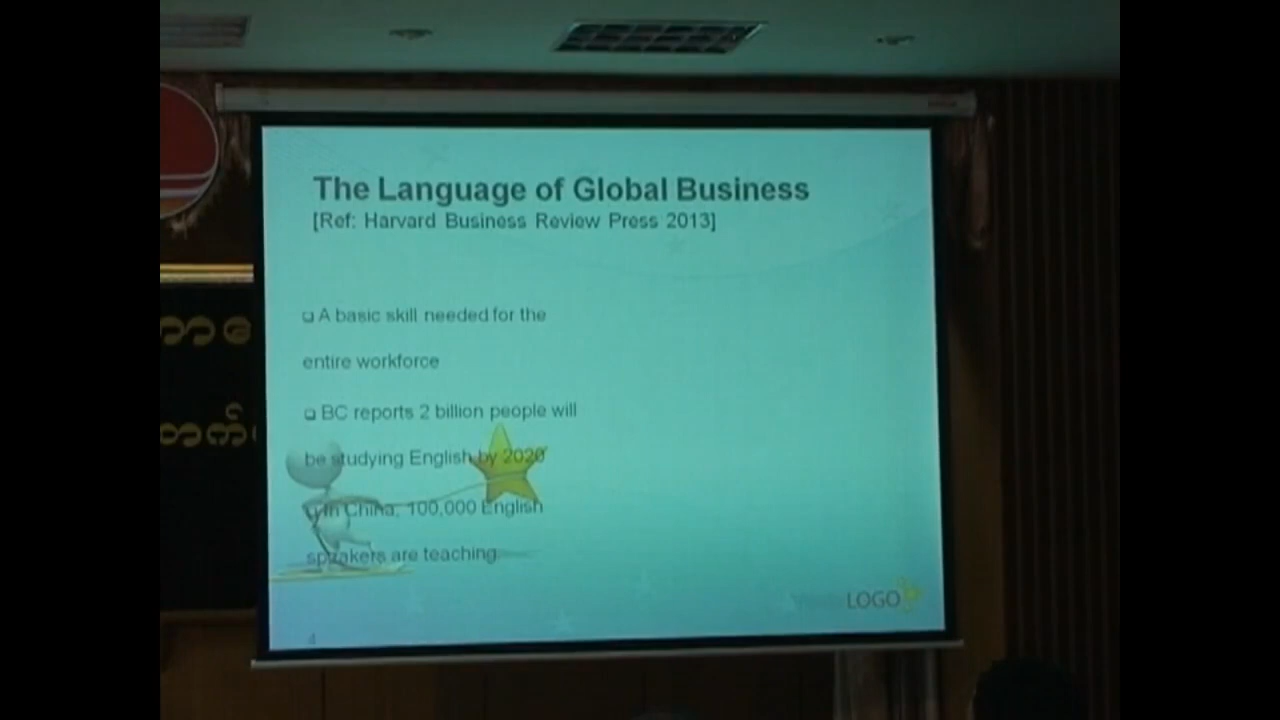 The Language of Global Business
[Ref: Harvard Business Review Press 2013]
❑ A basic skill needed for the
entire workforce
❑ BC reports 2 billion people will
be studying English by 2020
❑ In China, 100,000 English
speakers are teaching
LOGO
4